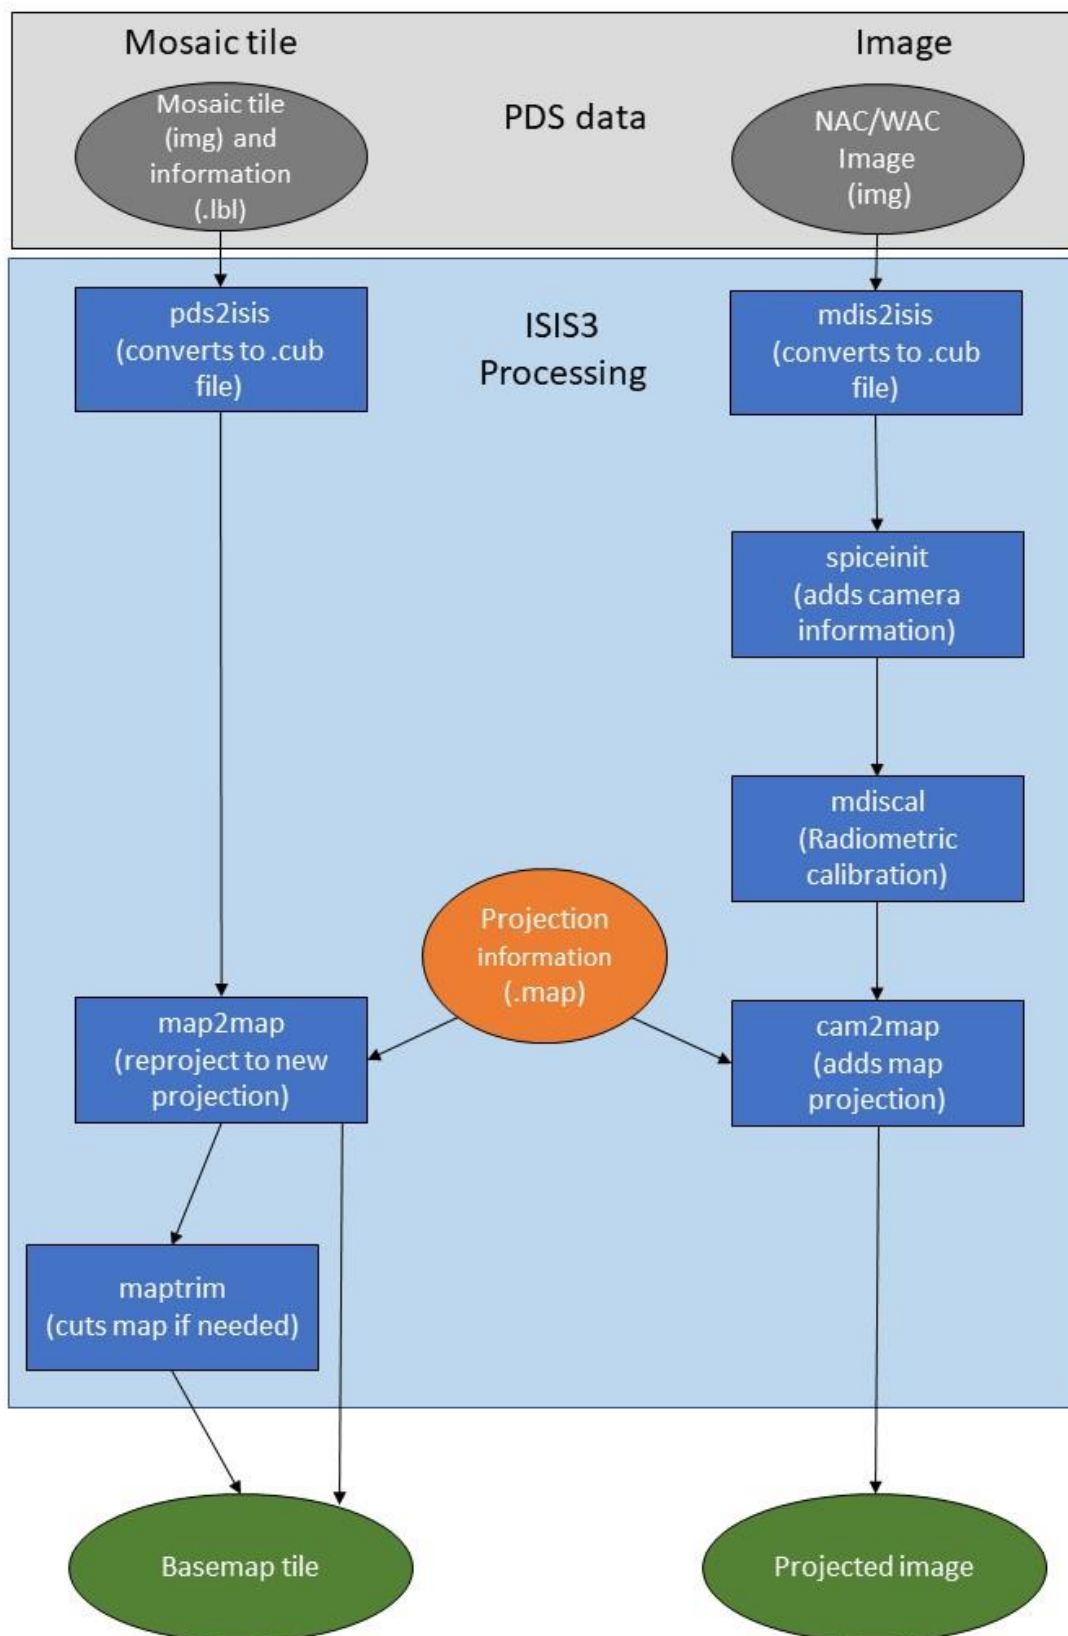 Mosaic tile
Image
PDS data
Mosaic tile
(img) and
information
(.lbl)
NAC/WAC
Image
(img)
ISIS3
Processing
pds2isis
(converts to .cub
file)
mdis2isis
(converts to .cub
file)
spiceinit
(adds camera
information)
mdiscal
(Radiometric
calibration)
Projection
information
(.map)
map2map
(reproject to new
projection)
cam2map
(adds map
projection)
maptrim
(cuts map if needed)
Basemap tile
Projected image